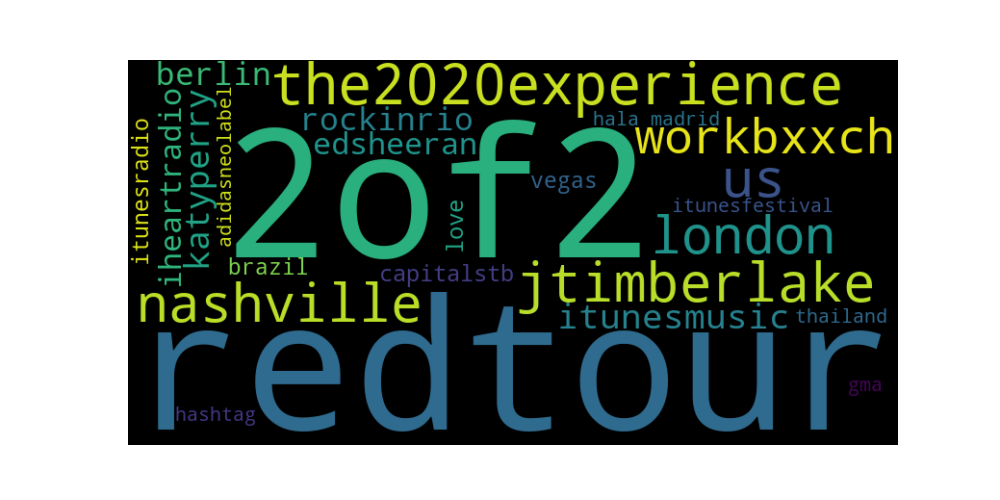 berlin
the2020experience
rockinrio
hala madrid
edsheeran
workbxxch
itunesradio
iheartradio
katyperry
adidasneolabel
2of2
vegas
us
love
itunesfestival
london
brazil
capitalstb
jtimberlake
nashville
itunesmusic
thailand
redtour
gma
hashtag